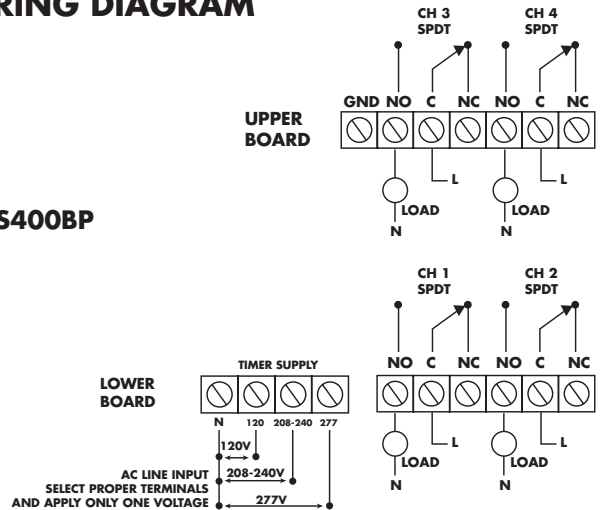 RING DIAGRAM
CH 3 CH 4
SPDT SPDT
GND NO C NC NO C NC
UPPER
BOARD
L L
LOAD LOAD
N N
S400BP
CH 1 CH 2
SPDT SPDT
TIMER SUPPLY
NO C NC NO C NC
LOWER
BOARD
N 120 208-240 277
120V
L L
LOAD LOAD
N N
AC LINE INPUT 208-240V
SELECT PROPER TERMINALS
AND APPLY ONLY ONE VOLTAGE 277V